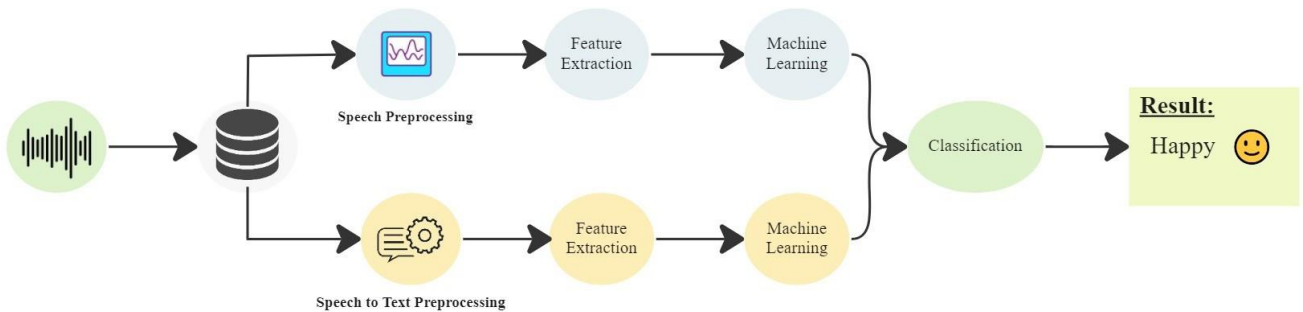 Speech Preprocessing
Feature
Extraction
Machine
Learning
Speech to Text Preprocessing
Feature
Extraction
Machine
Learning
Classification
Result:
Happy